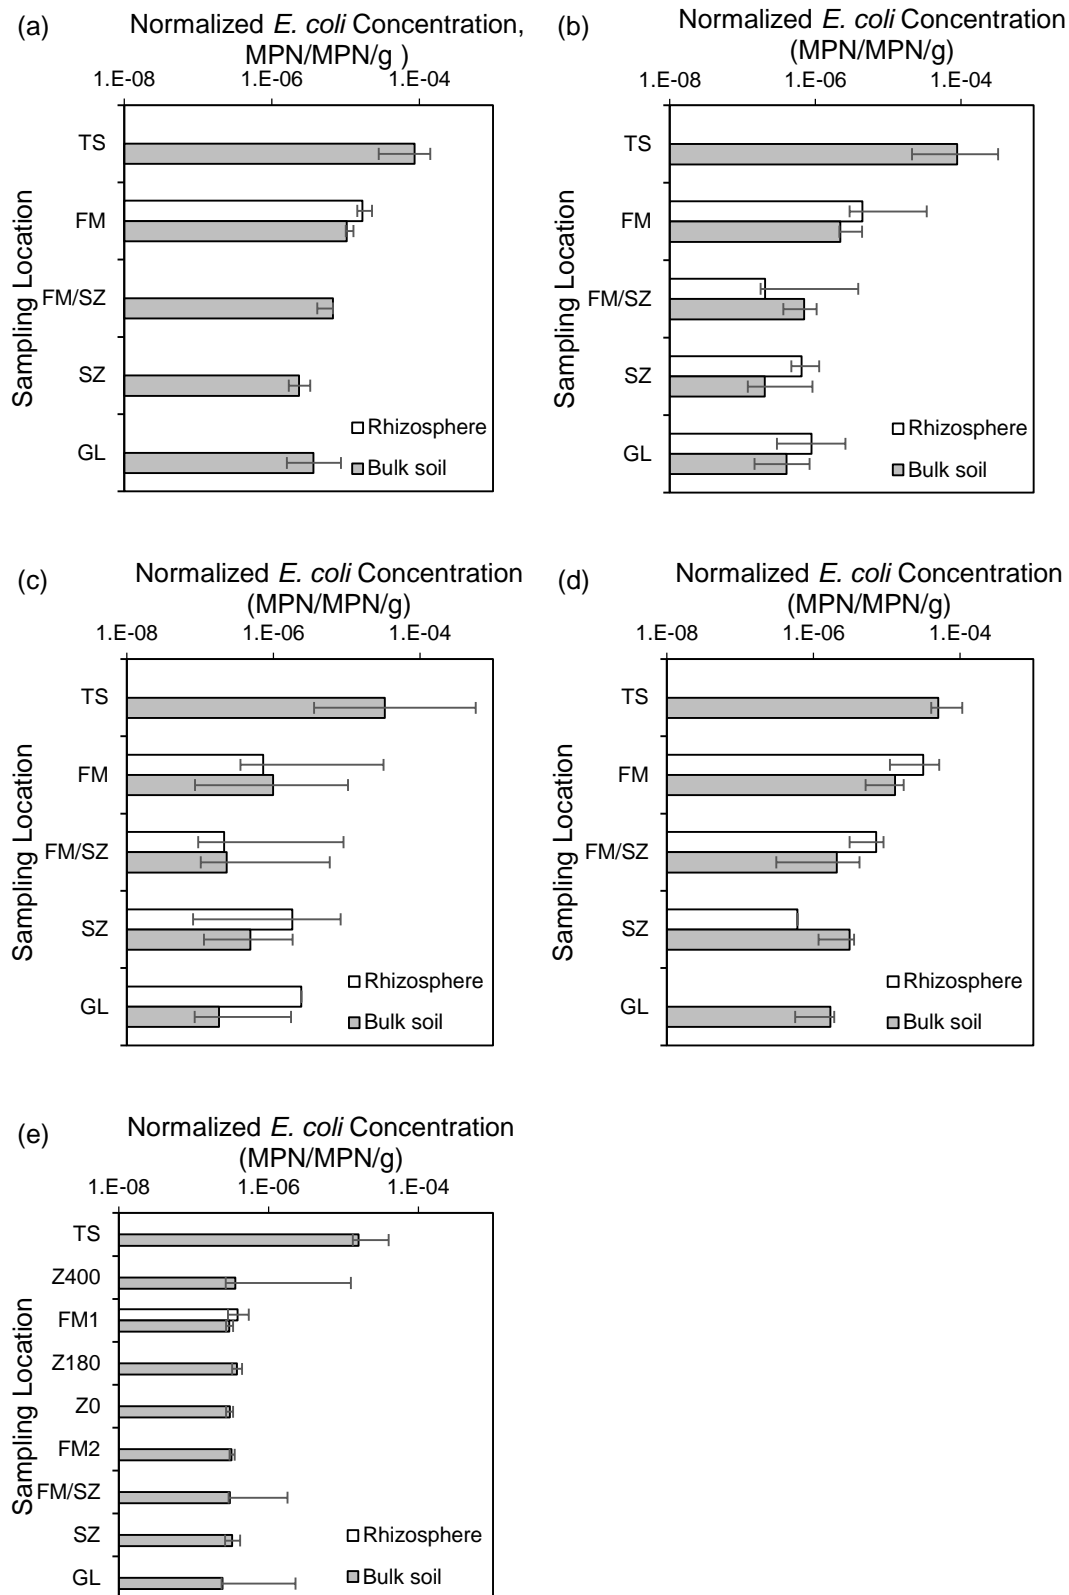 (a)
Normalized E. coli Concentration,
MPN/MPN/g )
1.E-08 1.E-06 1.E-04
Sampling Location
TS
FM
FM/SZ
SZ
GL
Rhizosphere
Bulk soil
(b)
Normalized E. coli Concentration
(MPN/MPN/g)
1.E-08 1.E-06 1.E-04
Sampling Location
TS
FM
FM/SZ
SZ
GL
Rhizosphere
Bulk soil
(c)
Normalized E. coli Concentration
(MPN/MPN/g)
1.E-08 1.E-06 1.E-04
Sampling Location
TS
FM
FM/SZ
SZ
GL
Rhizosphere
Bulk soil
(d)
Normalized E. coli Concentration
(MPN/MPN/g)
1.E-08 1.E-06 1.E-04
Sampling Location
TS
FM
FM/SZ
SZ
GL
Rhizosphere
Bulk soil
(e)
Normalized E. coli Concentration
(MPN/MPN/g)
1.E-08 1.E-06 1.E-04
Sampling Location
TS
Z400
FM1
Z180
Z0
FM2
FM/SZ
SZ
GL
Rhizosphere
Bulk soil